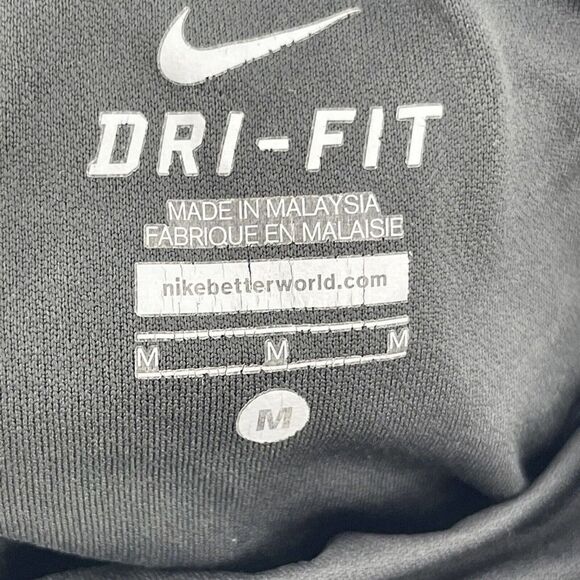 DRI-FIT
MADE IN MALAYSIA
FABRIQUE EN MALAISIE
nikebetterworld.com
M M M
M